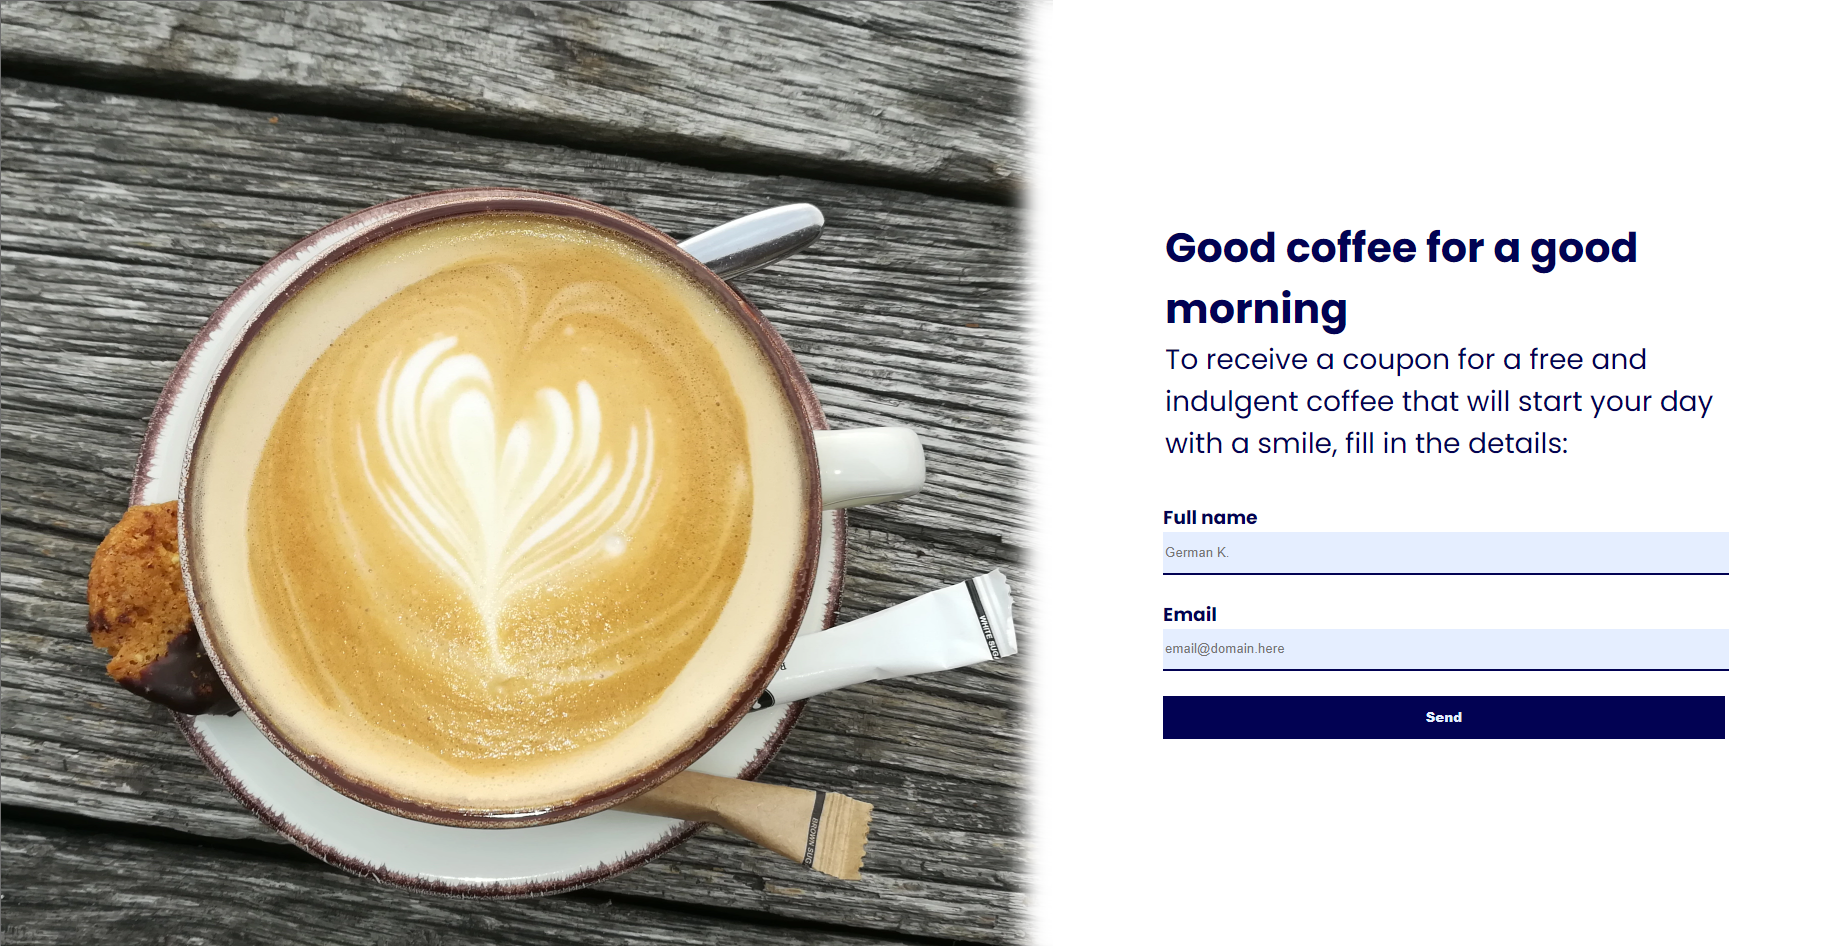 Good coffee for a good
morning
To receive a coupon for a free and
indulgent coffee that will start your day
with a smile, fill in the details:
Full name
German K.
Email
email@domain.here
Send
WHITE SUGA
BROWN SUG